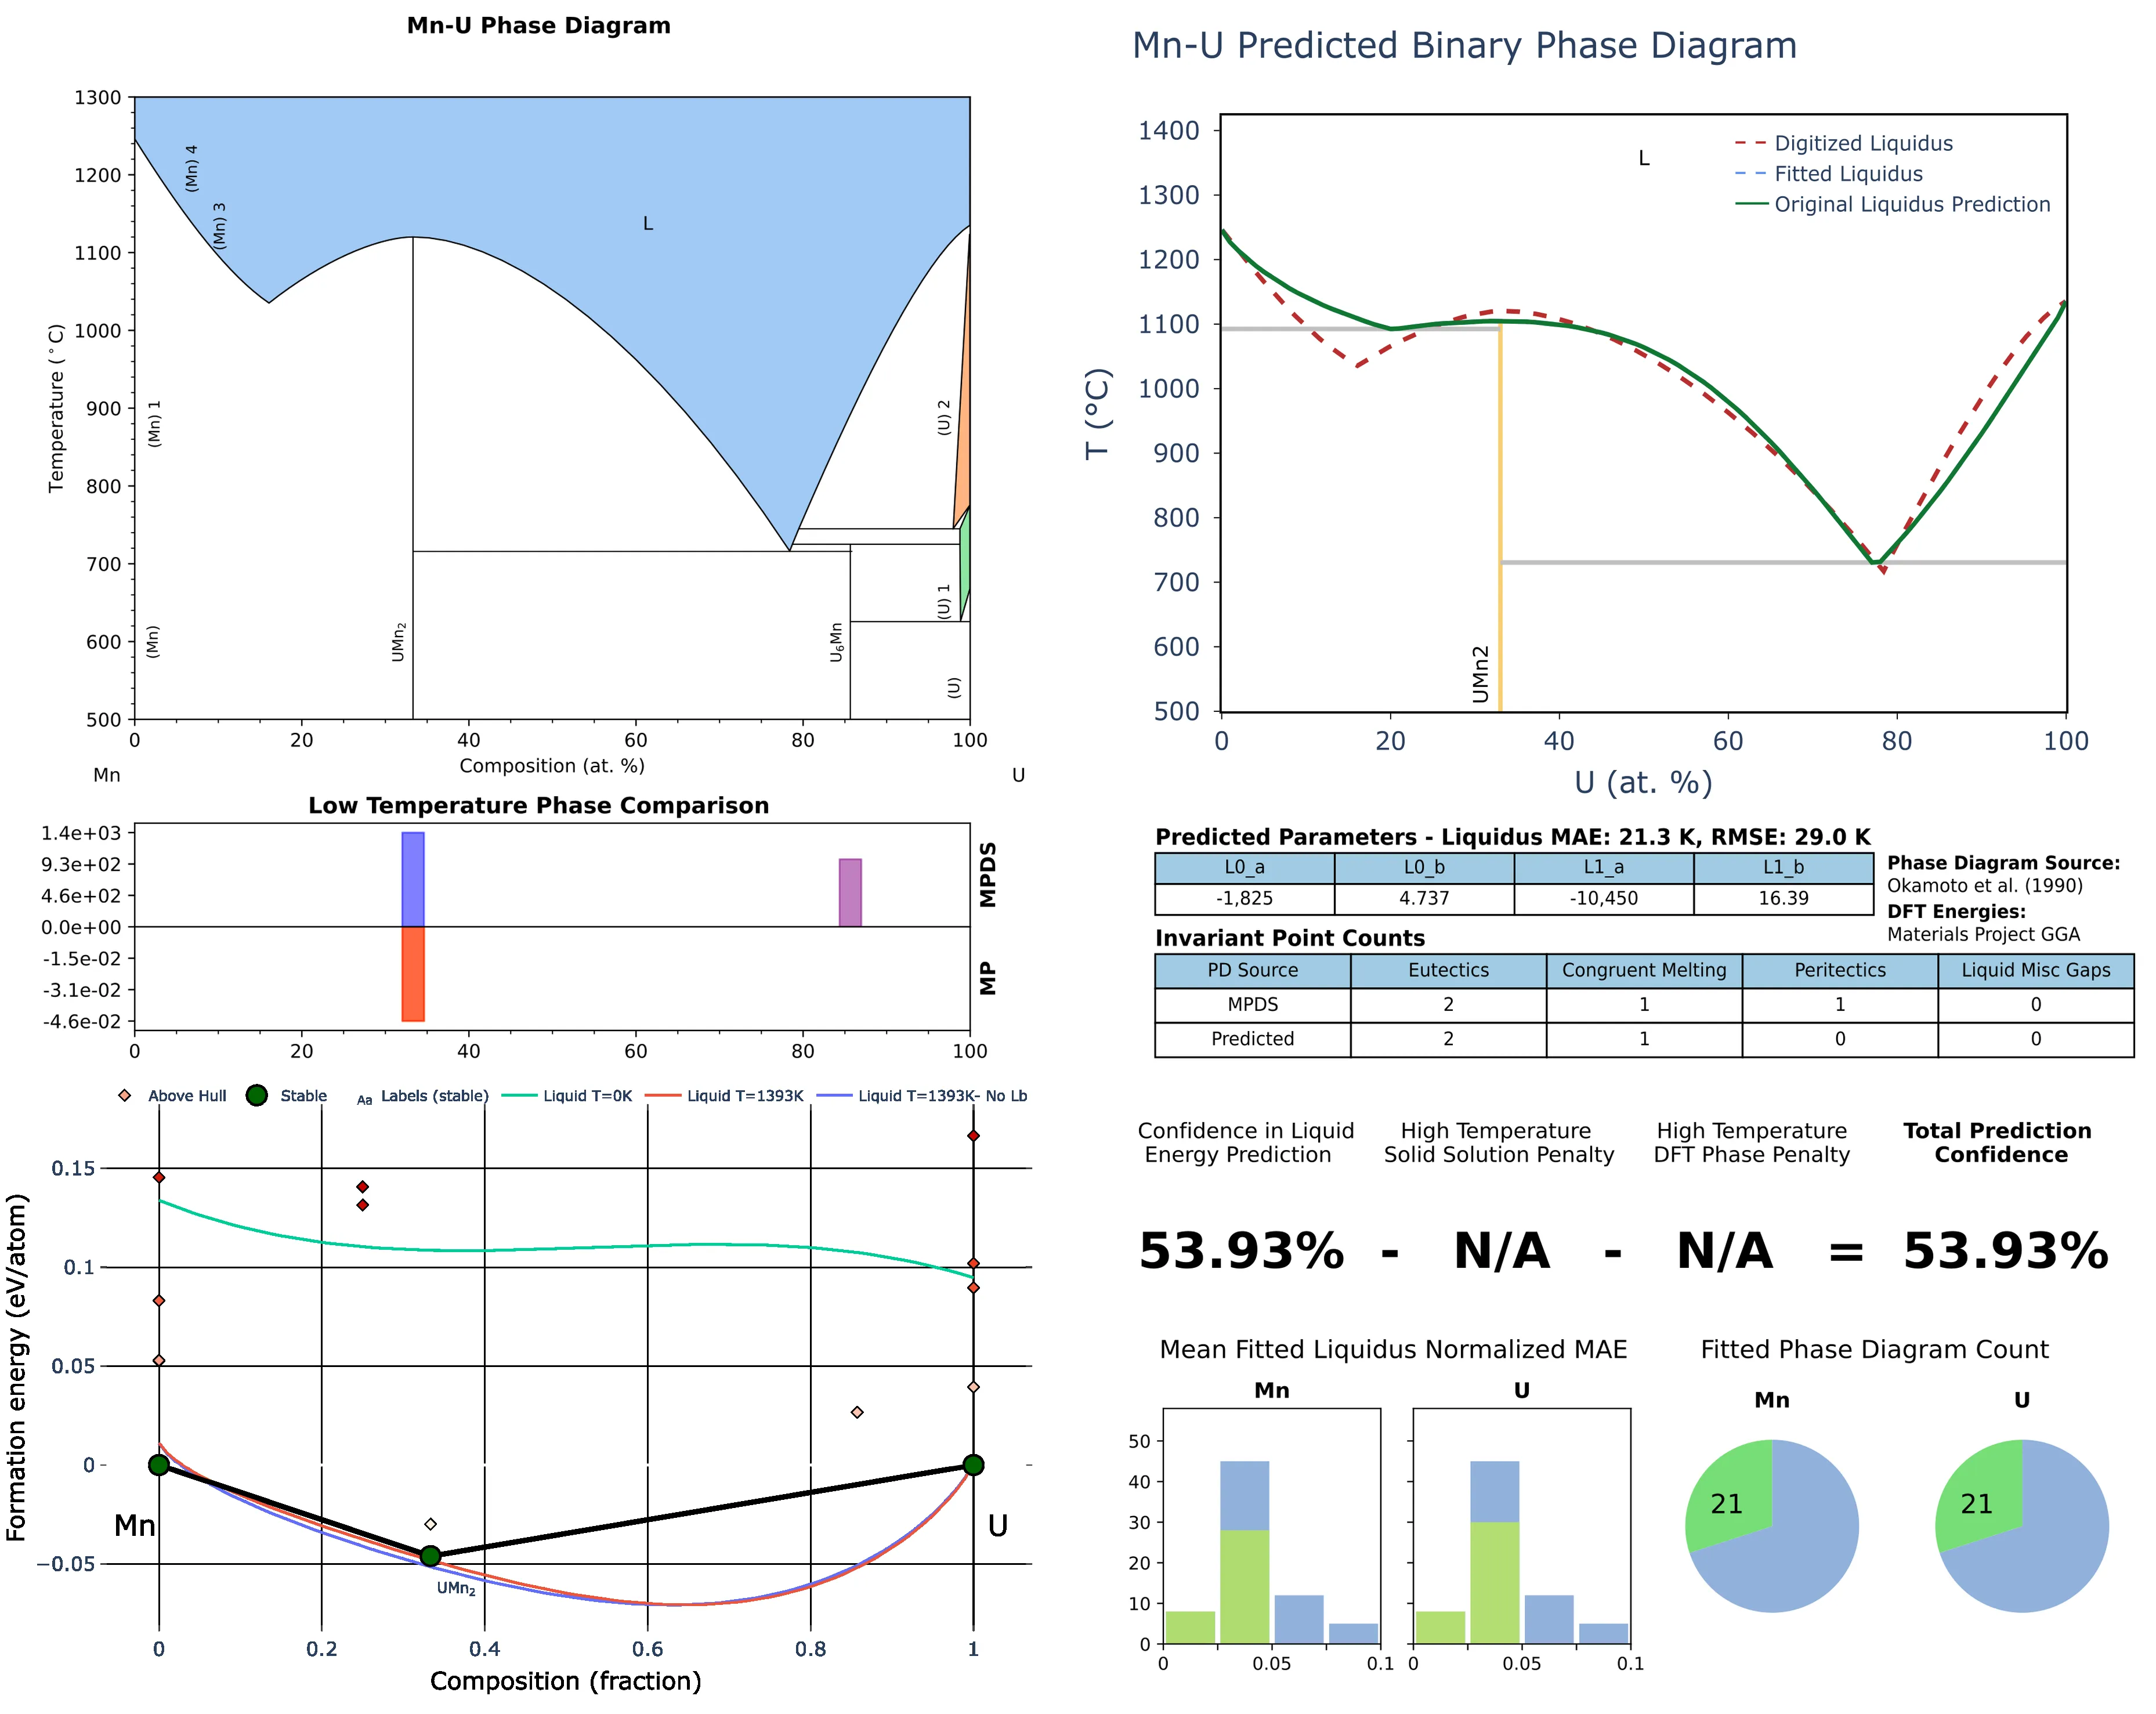 Mn-U Phase Diagram
1300
1200
1100
1000
900
800
700
600
500
Temperature (°C)
(Mn) 4
(Mn) 3
(Mn) 1
(Mn)
L
UMn2
U6Mn
(U) 2
(U) 1
(U)
0 20 40 60 80 100
Mn Composition (at. %) U
Mn-U Predicted Binary Phase Diagram
1400
1300
1200
1100
1000
900
800
700
600
500
T (°C)
L
Digitized Liquidus
Fitted Liquidus
Original Liquidus Prediction
UMn2
0 20 40 60 80 100
U (at. %)
Low Temperature Phase Comparison
1.4e+03
9.3e+02
4.6e+02
0.0e+00
-1.5e-02
-3.1e-02
-4.6e-02
MPDS
MP
0 20 40 60 80 100
Predicted Parameters - Liquidus MAE: 21.3 K, RMSE: 29.0 K
L0_a L0_b L1_a L1_b
-1,825 4.737 -10,450 16.39
Phase Diagram Source:
Okamoto et al. (1990)
DFT Energies:
Materials Project GGA
Invariant Point Counts
PD Source Eutectics Congruent Melting Peritectics Liquid Misc Gaps
MPDS 2 1 1 0
Predicted 2 1 0 0
Above Hull Stable Aa Labels (stable) Liquid T=0K Liquid T=1393K Liquid T=1393K- No Lb
0.15
0.1
0.05
0
−0.05
Formation energy (eV/atom)
Mn
U
UMn2
0 0.2 0.4 0.6 0.8 1
Composition (fraction)
Confidence in Liquid
Energy Prediction
High Temperature
Solid Solution Penalty
High Temperature
DFT Phase Penalty
Total Prediction
Confidence
53.93% - N/A - N/A = 53.93%
Mean Fitted Liquidus Normalized MAE
Mn
U
50
40
30
20
10
0
0 0.05 0.1
0 0.05 0.1
Fitted Phase Diagram Count
Mn
U
21
21